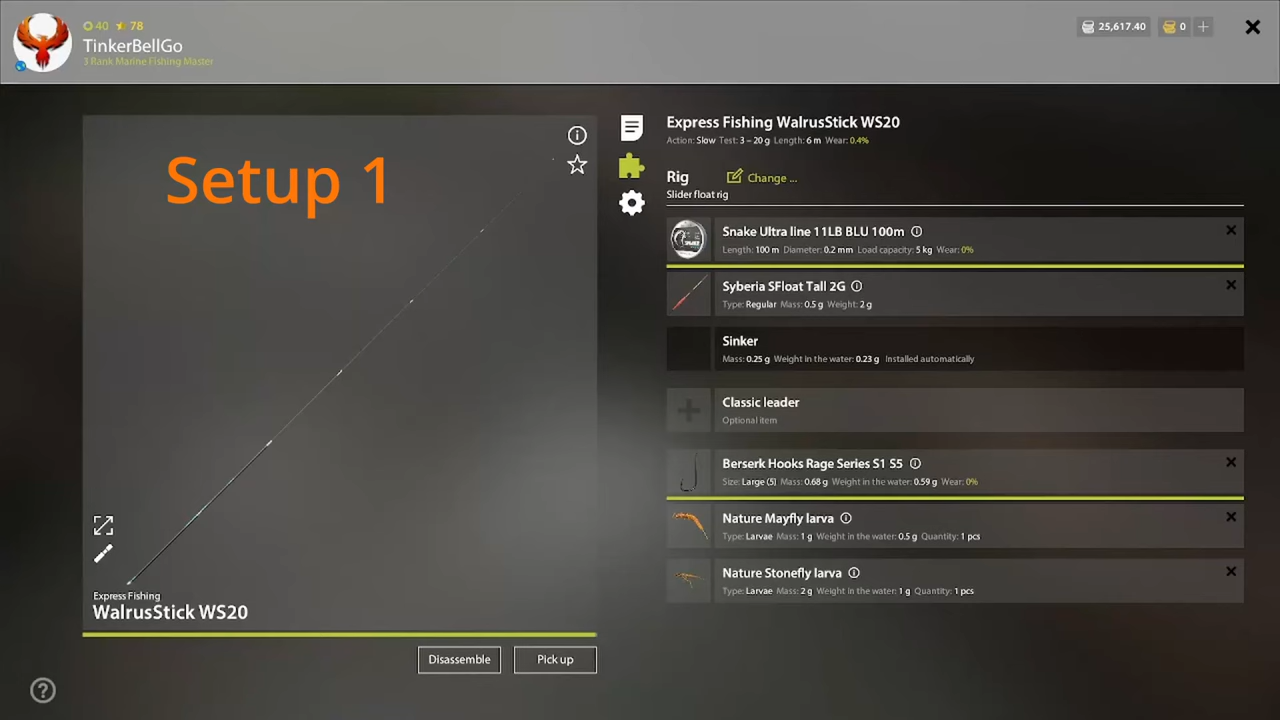 40 78
TinkerBellGo
3 Rank Marine Fishing Master
25,617.40
0
Setup 1
Express Fishing
WalrusStick WS20
Disassemble
Pick up
Express Fishing WalrusStick WS20
Action: Slow Test: 3 – 20 g Length: 6 m Wear: 0.4%
Rig
Change ...
Slider float rig
Snake Ultra line 11LB BLU 100m
Length: 100 m Diameter: 0.2 mm Load capacity: 5 kg Wear: 0%
Syberia SFloat Tall 2G
Type: Regular Mass: 0.5 g Weight: 2 g
Sinker
Mass: 0.25 g Weight in the water: 0.23 g Installed automatically
Classic leader
Optional item
Berserk Hooks Rage Series S1 S5
Size: Large (5) Mass: 0.68 g Weight in the water: 0.59 g Wear: 0%
Nature Mayfly larva
Type: Larvae Mass: 1 g Weight in the water: 0.5 g Quantity: 1 pcs
Nature Stonefly larva
Type: Larvae Mass: 2 g Weight in the water: 1 g Quantity: 1 pcs